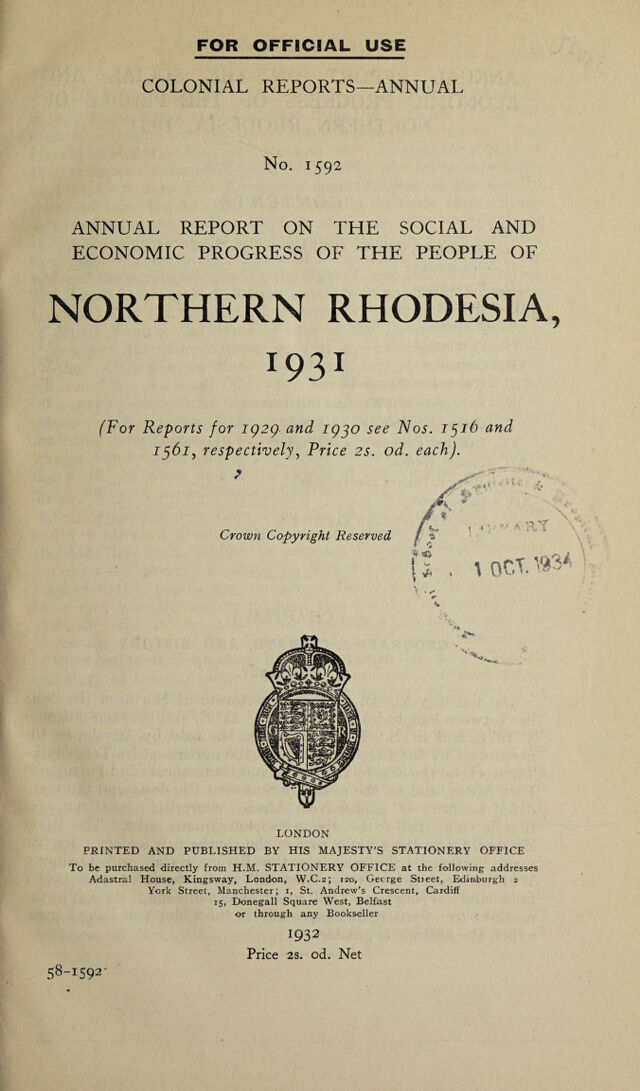 FOR OFFICIAL USE
COLONIAL REPORTS—ANNUAL
No. 1592
ANNUAL REPORT ON THE SOCIAL AND
ECONOMIC PROGRESS OF THE PEOPLE OF
NORTHERN RHODESIA,
1931
(For Reports for 1929 and 1930 see Nos. 1516 and
1561, respectively, Price 2s. 0d. each).
Crown Copyright Reserved
LIBRARY
1 OCT. 1934
G R
LONDON
PRINTED AND PUBLISHED BY HIS MAJESTY'S STATIONERY OFFICE
To be purchased directly from H.M. STATIONERY OFFICE at the following addresses
Adastral House, Kingsway, London, W.C.2; 120, George Street, Edinburgh 2
York Street, Manchester; 1, St. Andrew's Crescent, Cardiff
15, Donegall Square West, Belfast
or through any Bookseller
1932
Price 2s. 0d. Net
58-1592